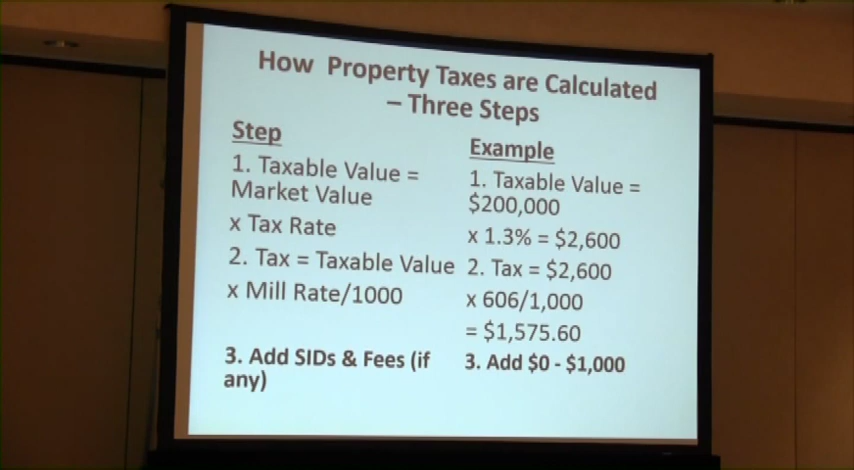 How Property Taxes are Calculated
– Three Steps
Step
1. Taxable Value =
Market Value
x Tax Rate
2. Tax = Taxable Value
x Mill Rate/1000
3. Add SIDs & Fees (if
any)
Example
1. Taxable Value =
$200,000
x 1.3% = $2,600
2. Tax = $2,600
x 606/1,000
= $1,575.60
3. Add $0 - $1,000